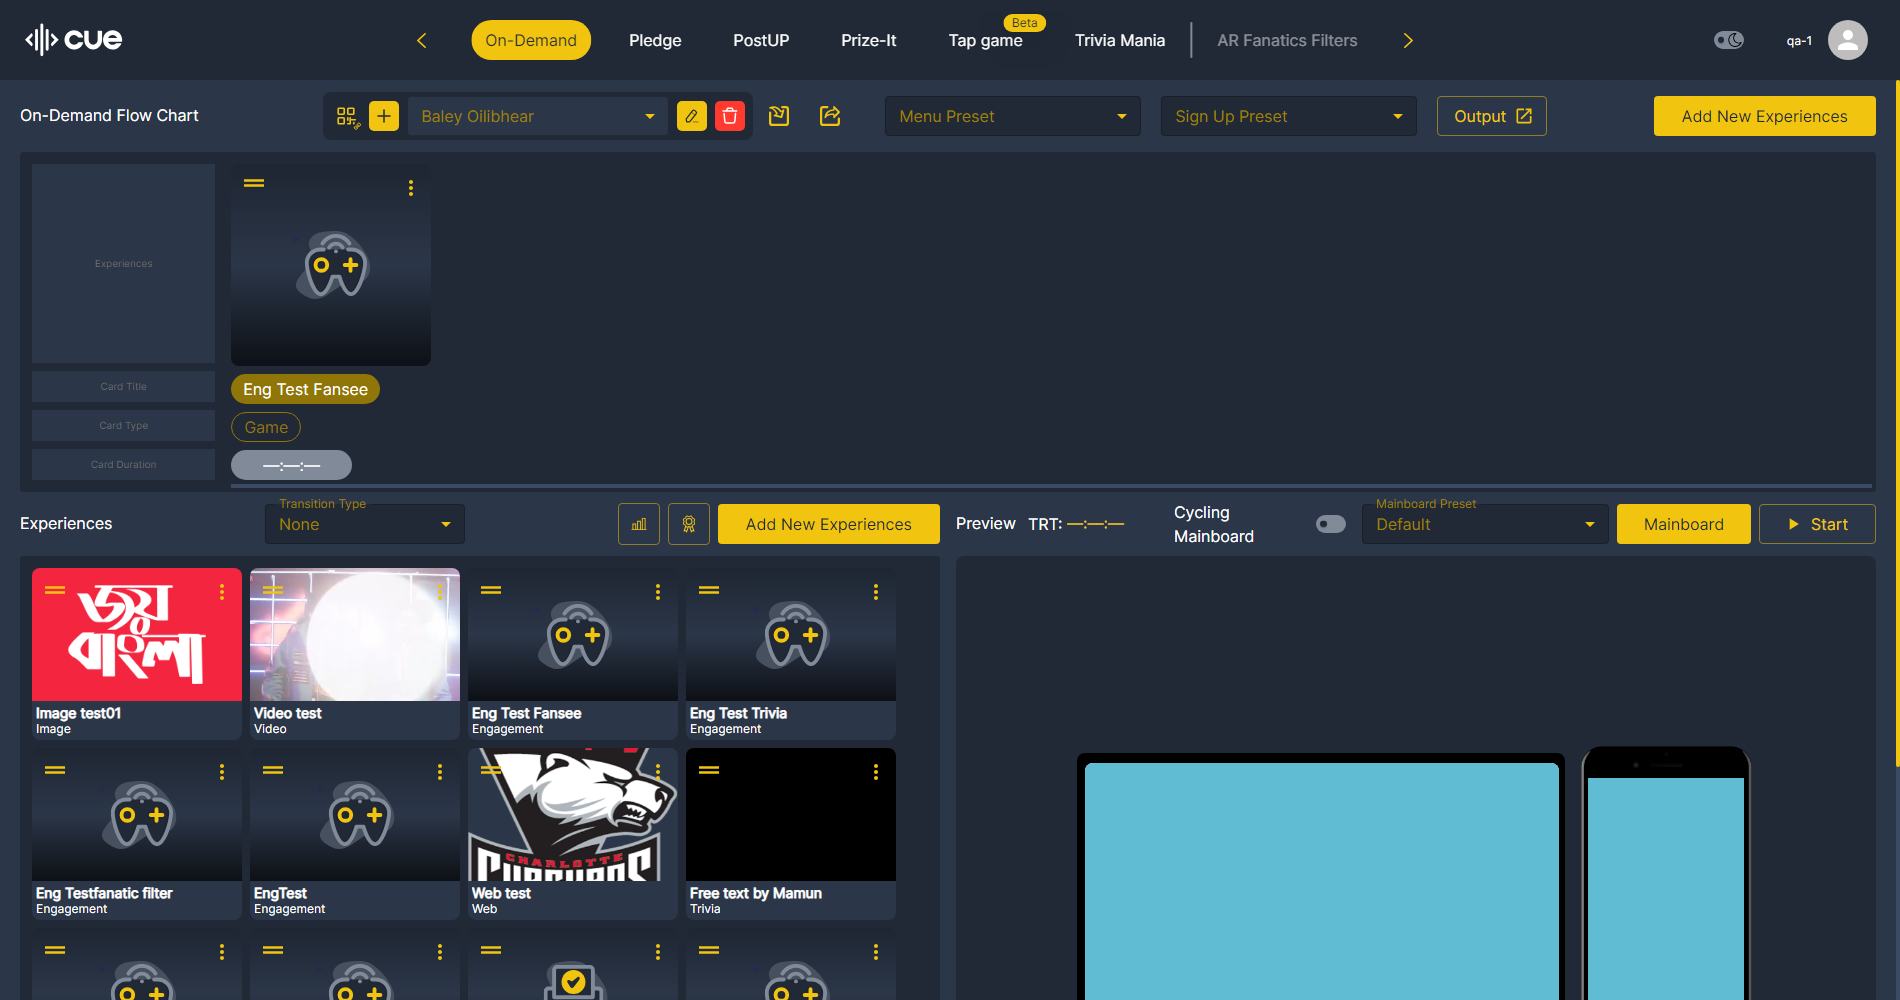 cue
On-Demand
Pledge
PostUP
Prize-It
Tap game
Beta
Trivia Mania
AR Fanatics Filters
qa-1
On-Demand Flow Chart
Baley Oilibhear
Menu Preset
Sign Up Preset
Output
Add New Experiences
Experiences
Card Title
Card Type
Card Duration
Eng Test Fansee
Game
—:—:—
Experiences
Transition Type
None
Add New Experiences
Preview
TRT: —:—:—
Cycling
Mainboard
Mainboard Preset
Default
Mainboard
Start
জয়
বাংলা
Image test01
Image
Video test
Video
Eng Test Fansee
Engagement
Eng Test Trivia
Engagement
Eng Testfanatic filter
Engagement
EngTest
Engagement
CHARLOTTE
Web test
Web
Free text by Mamun
Trivia